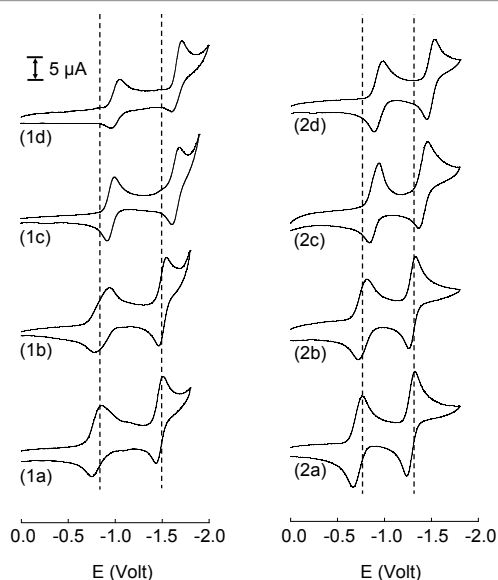 5 µA
(1d)
(2d)
(1c)
(2c)
(1b)
(2b)
(1a)
(2a)
0.0 -0.5 -1.0 -1.5 -2.0
0.0 -0.5 -1.0 -1.5 -2.0
E (Volt)
E (Volt)